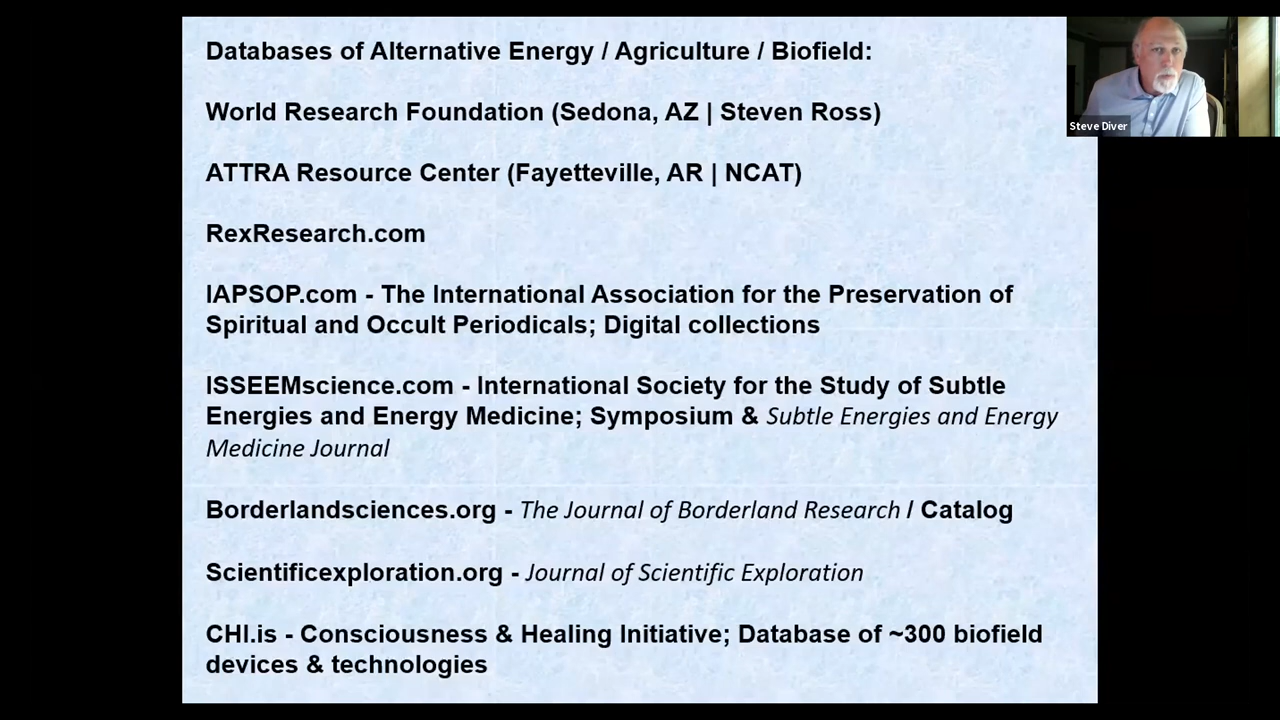 Databases of Alternative Energy / Agriculture / Biofield:
World Research Foundation (Sedona, AZ | Steven Ross)
ATTRA Resource Center (Fayetteville, AR | NCAT)
RexResearch.com
IAPSOP.com - The International Association for the Preservation of
Spiritual and Occult Periodicals; Digital collections
ISSEEMscience.com - International Society for the Study of Subtle
Energies and Energy Medicine; Symposium & Subtle Energies and Energy
Medicine Journal
Borderlandsciences.org - The Journal of Borderland Research / Catalog
Scientificexploration.org - Journal of Scientific Exploration
CHI.is - Consciousness & Healing Initiative; Database of ~300 biofield
devices & technologies
Steve Diver